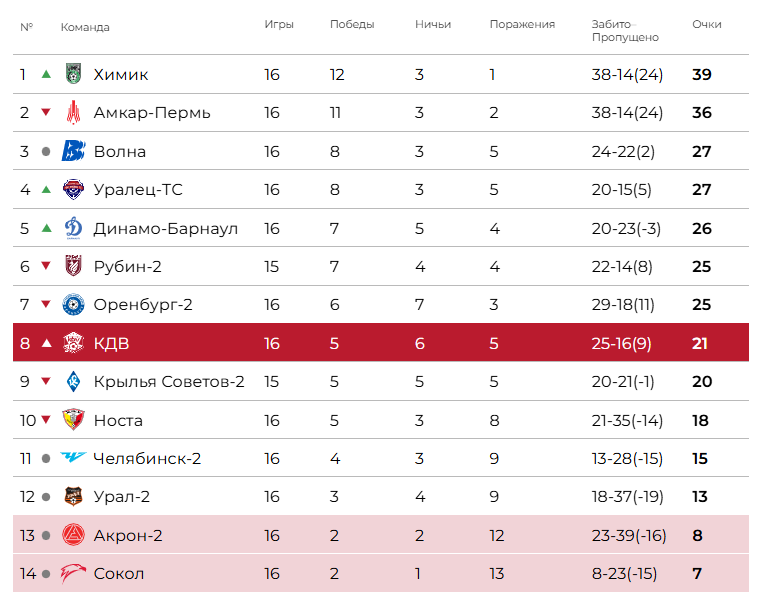 № Команда Игры Победы Ничьи Поражения Забито–Пропущено Очки
1 Химик 16 12 3 1 38-14(24) 39
2 Амкар-Пермь 16 11 3 2 38-14(24) 36
3 Волна 16 8 3 5 24-22(2) 27
4 Уралец-ТС 16 8 3 5 20-15(5) 27
5 Динамо-Барнаул 16 7 5 4 20-23(-3) 26
6 Рубин-2 15 7 4 4 22-14(8) 25
7 Оренбург-2 16 6 7 3 29-18(11) 25
8 КДВ 16 5 6 5 25-16(9) 21
9 Крылья Советов-2 15 5 5 5 20-21(-1) 20
10 Носта 16 5 3 8 21-35(-14) 18
11 Челябинск-2 16 4 3 9 13-28(-15) 15
12 Урал-2 16 3 4 9 18-37(-19) 13
13 Акрон-2 16 2 2 12 23-39(-16) 8
14 Сокол 16 2 1 13 8-23(-15) 7